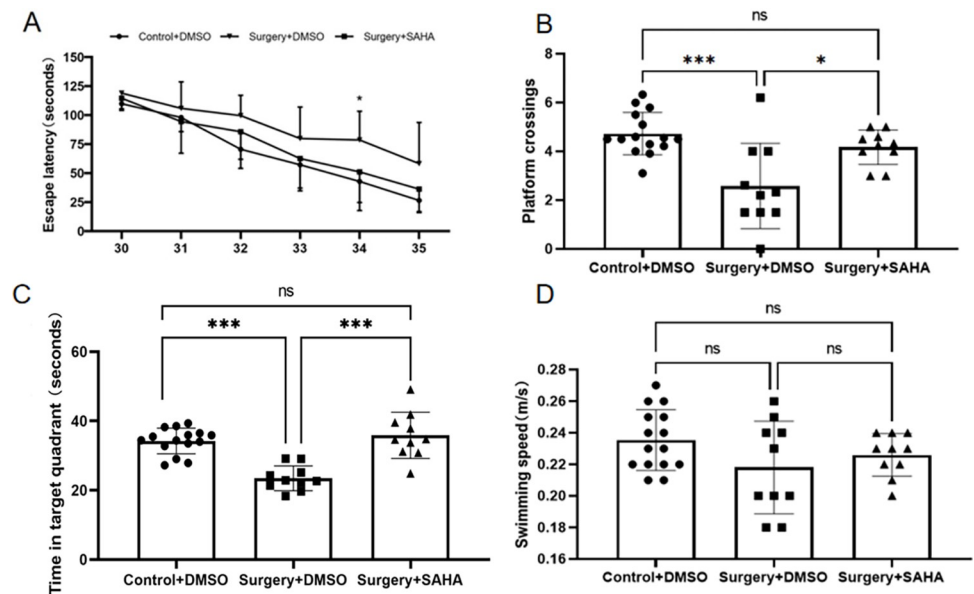 A
Control+DMSO Surgery+DMSO Surgery+SAHA
Escape latency(seconds)
150
125
100
75
50
25
0
*
30 31 32 33 34 35
B
ns
*** *
Platform crossings
8
6
4
2
0
Control+DMSO Surgery+DMSO Surgery+SAHA
C
ns
*** ***
Time in target quadrant (seconds)
60
40
20
0
Control+DMSO Surgery+DMSO Surgery+SAHA
D
ns
ns ns
Swimming speed(m/s)
0.28
0.26
0.24
0.22
0.20
0.18
0.16
Control+DMSO Surgery+DMSO Surgery+SAHA